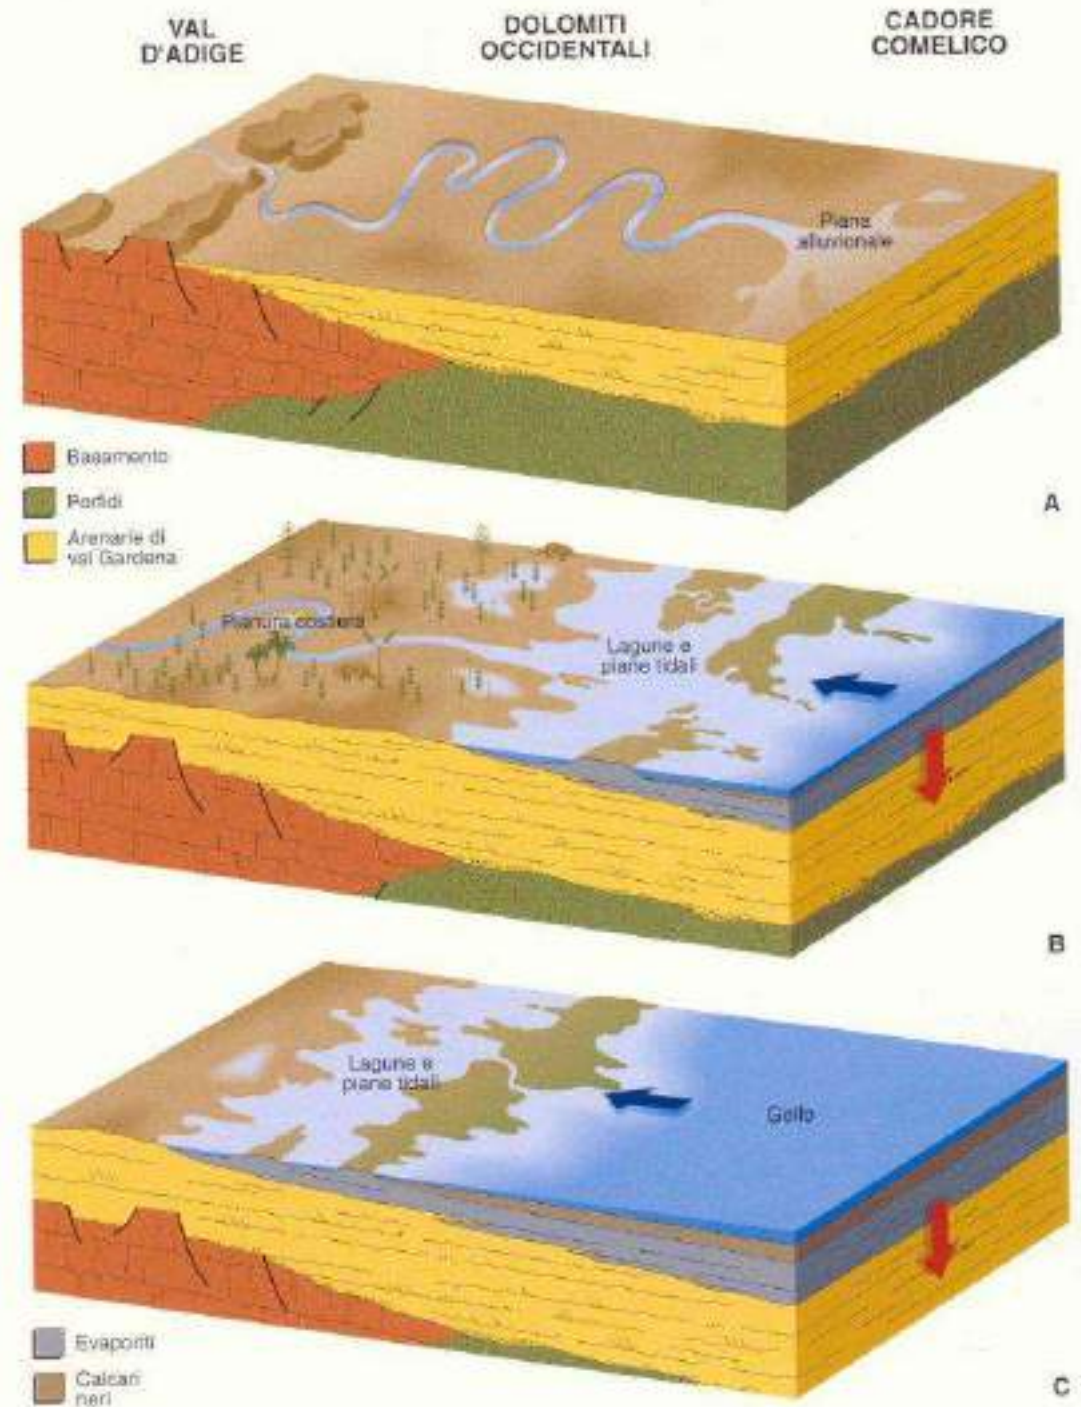 VAL
D'ADIGE
DOLOMITI
OCCIDENTALI
CADORE
COMELICO
Piana
alluvionale
Basamento
Porfidi
Arenarie di
val Gardena
A
Pianura costiera
Lagune e
piane tidali
B
Lagune e
piane tidali
Golfo
Evaporiti
Calcari
neri
C